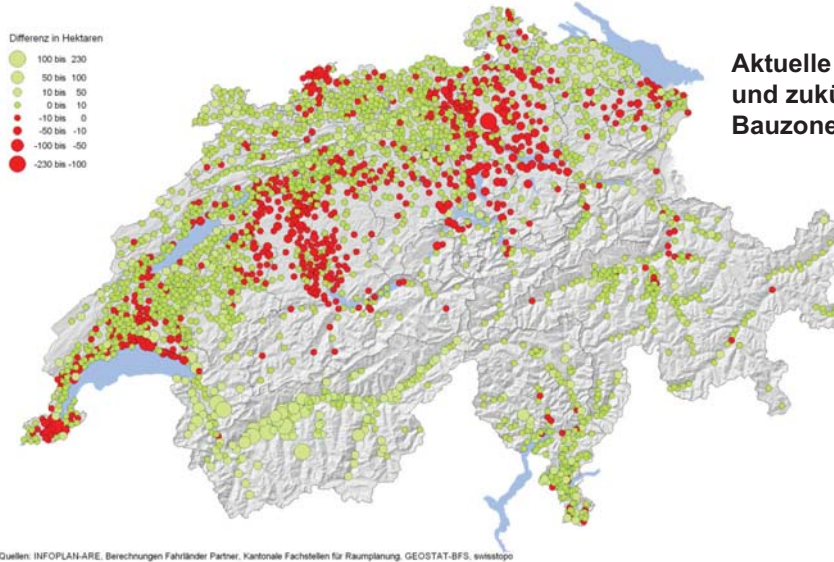 Differenz in Hektaren
100 bis 230
50 bis 100
10 bis 50
0 bis 10
-10 bis 0
-50 bis -10
-100 bis -50
-230 bis -100
Aktuelle
und
Bauzone
Quellen: INFOPLAN-ARE, Berechnungen Fahrländer Partner, Kantonale Fachstellen für Raumplanung, GEOSTAT-BFS, swisstopo